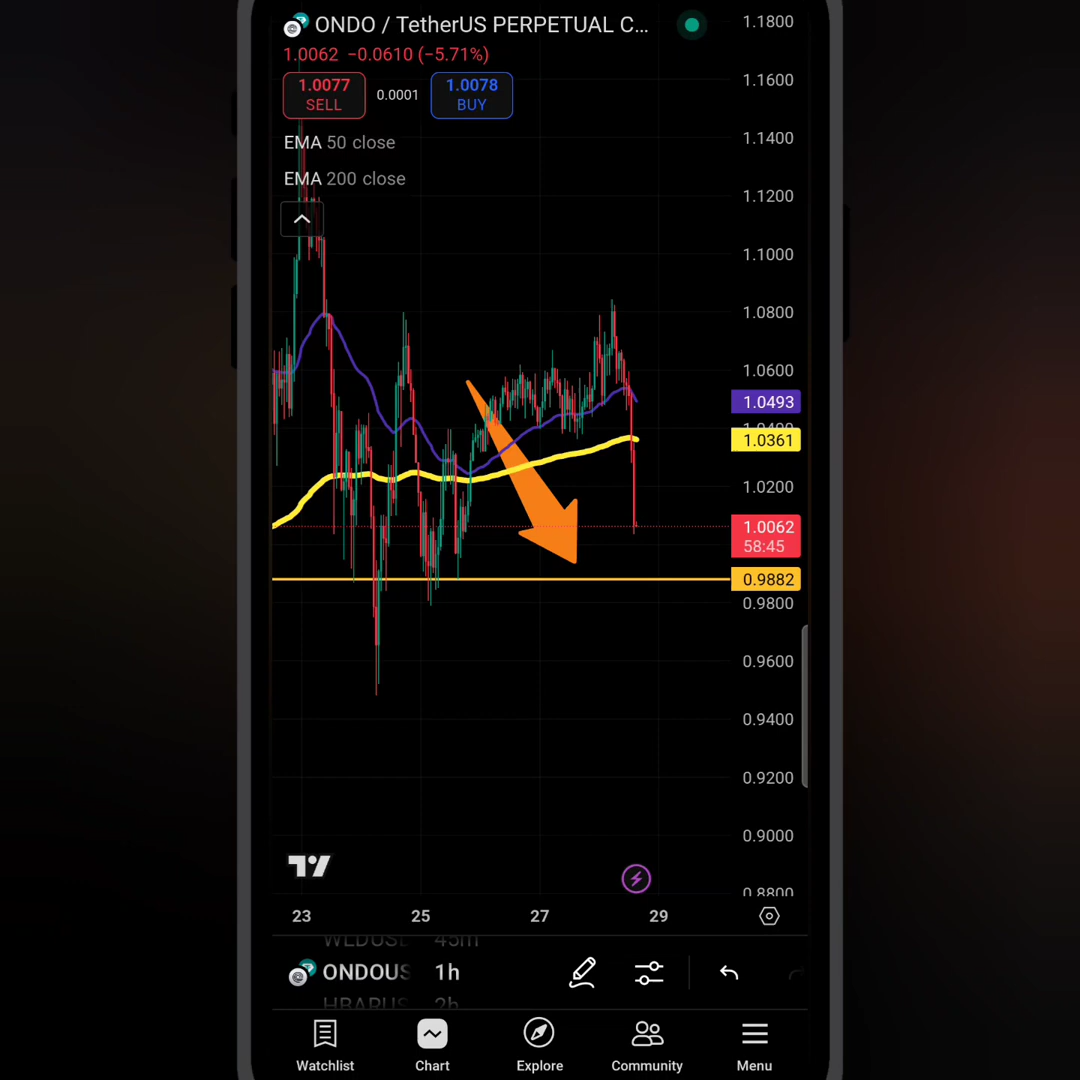 ONDO / TetherUS PERPETUAL C...
1.0062 −0.0610 (−5.71%)
1.0077
SELL
0.0001
1.0078
BUY
EMA 50 close
EMA 200 close
1.1800
1.1600
1.1400
1.1200
1.1000
1.0800
1.0600
1.0493
1.0361
1.0200
1.0062
58:45
0.9882
0.9800
0.9600
0.9400
0.9200
0.9000
0.8800
23 25 27 29
45m
ONDOUS 1h
HBARUS 2h
Watchlist Chart Explore Community Menu